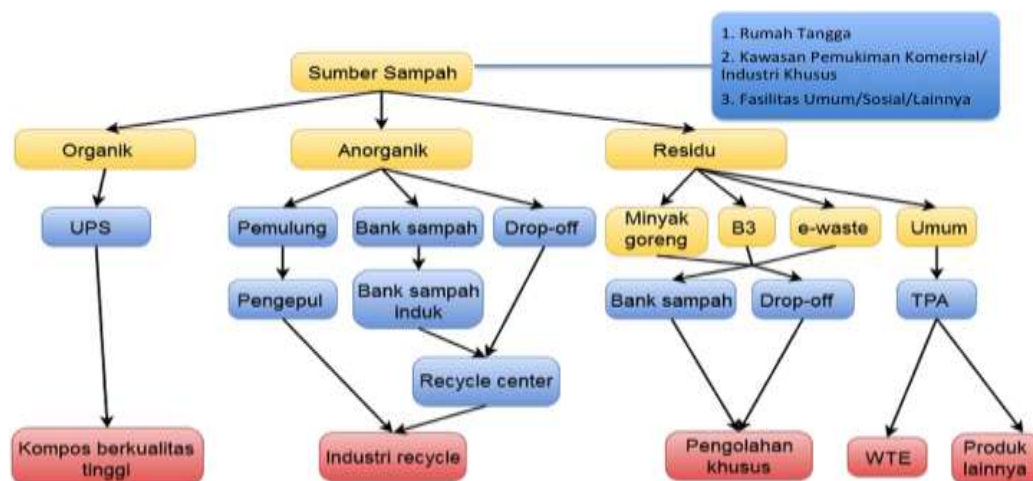 1. Rumah Tangga
2. Kawasan Pemukiman Komersial/
Industri Khusus
3. Fasilitas Umum/Sosial/Lainnya
Sumber Sampah
Organik
Anorganik
Residu
UPS
Pemulung
Bank sampah
Drop-off
Minyak
goreng
B3
e-waste
Umum
Pengepul
Bank sampah
induk
Bank sampah
Drop-off
TPA
Recycle center
Kompos berkualitas
tinggi
Industri recycle
Pengolahan
khusus
WTE
Produk
lainnya